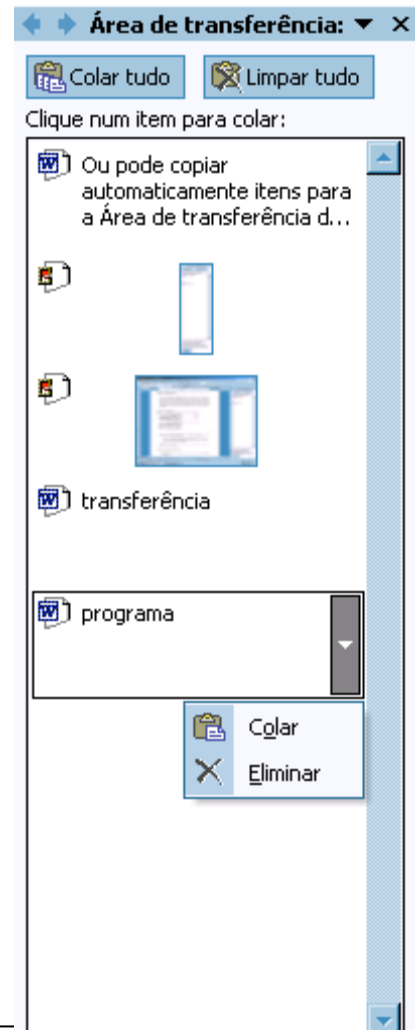 Área de transferência:
Colar tudo Limpar tudo
Clique num item para colar:
Ou pode copiar
automaticamente itens para
a Área de transferência d...
transferência
programa
Colar
Eliminar